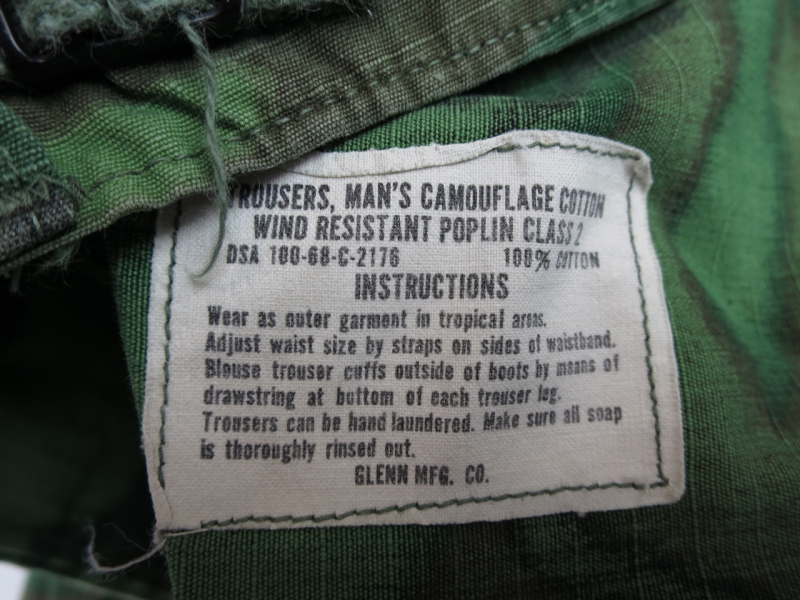 TROUSERS, MAN'S CAMOUFLAGE COTTON
WIND RESISTANT POPLIN CLASS 2
DSA 100-68-C-2176 100% COTTON
INSTRUCTIONS
Wear as outer garment in tropical areas.
Adjust waist size by straps on sides of waistband.
Blouse trouser cuffs outside of boots by means of
drawstring at bottom of each trouser leg.
Trousers can be hand laundered. Make sure all soap
is thoroughly rinsed out.
GLENN MFG. CO.